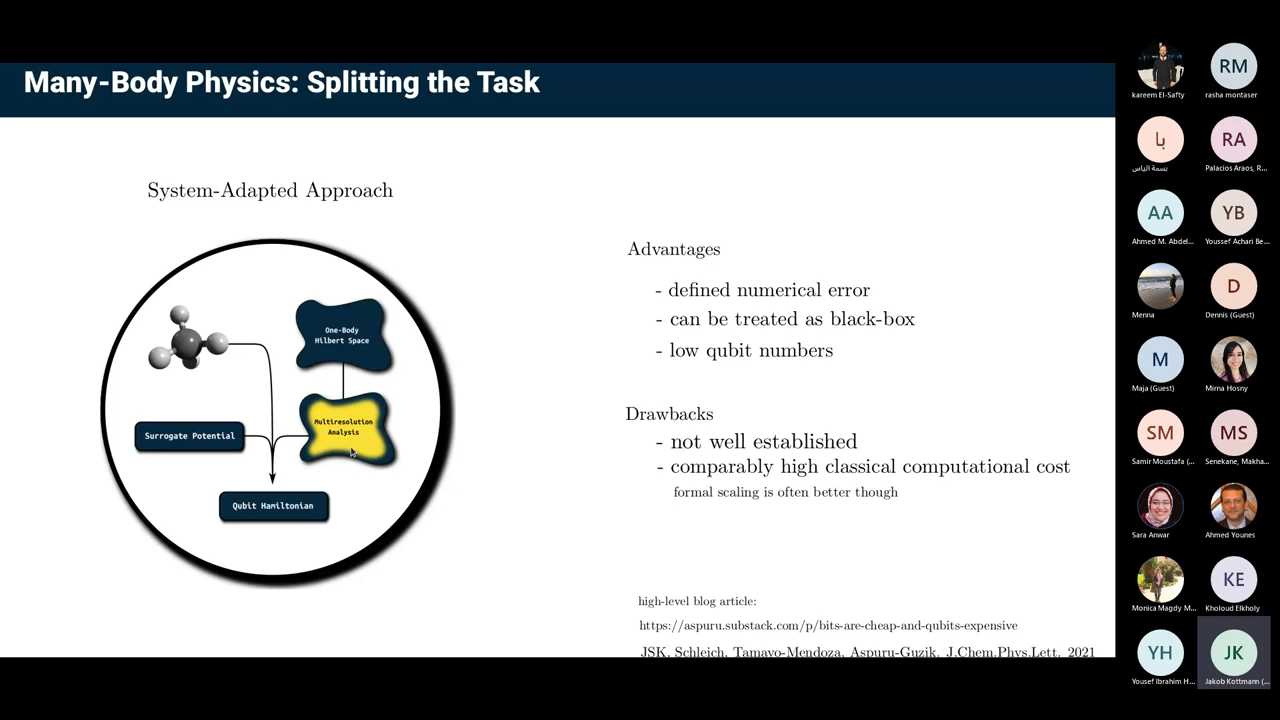 Many-Body Physics: Splitting the Task
System-Adapted Approach
One-Body
Hilbert Space
Multiresolution
Analysis
Surrogate Potential
Qubit Hamiltonian
Advantages
- defined numerical error
- can be treated as black-box
- low qubit numbers
Drawbacks
- not well established
- comparably high classical computational cost
formal scaling is often better though
high-level blog article:
https://aspuru.substack.com/p/bits-are-cheap-and-qubits-expensive
JSK, Schleich, Tamayo-Mendoza, Aspuru-Guzik, J.Chem.Phys.Lett. 2021
kareem El-Safty
RM
rasha montaser
با
بسمة الياس
RA
Palacios Araos, R...
AA
Ahmed M. Abdel...
YB
Youssef Achari Be...
Menna
D
Dennis (Guest)
M
Maja (Guest)
Mirna Hosny
SM
Samir Moustafa (...
MS
Senekane, Makha...
Sara Anwar
Ahmed Younes
Monica Magdy M...
KE
Kholoud Elkholy
YH
Yousef Ibrahim H...
JK
Jakob Kottmann (...